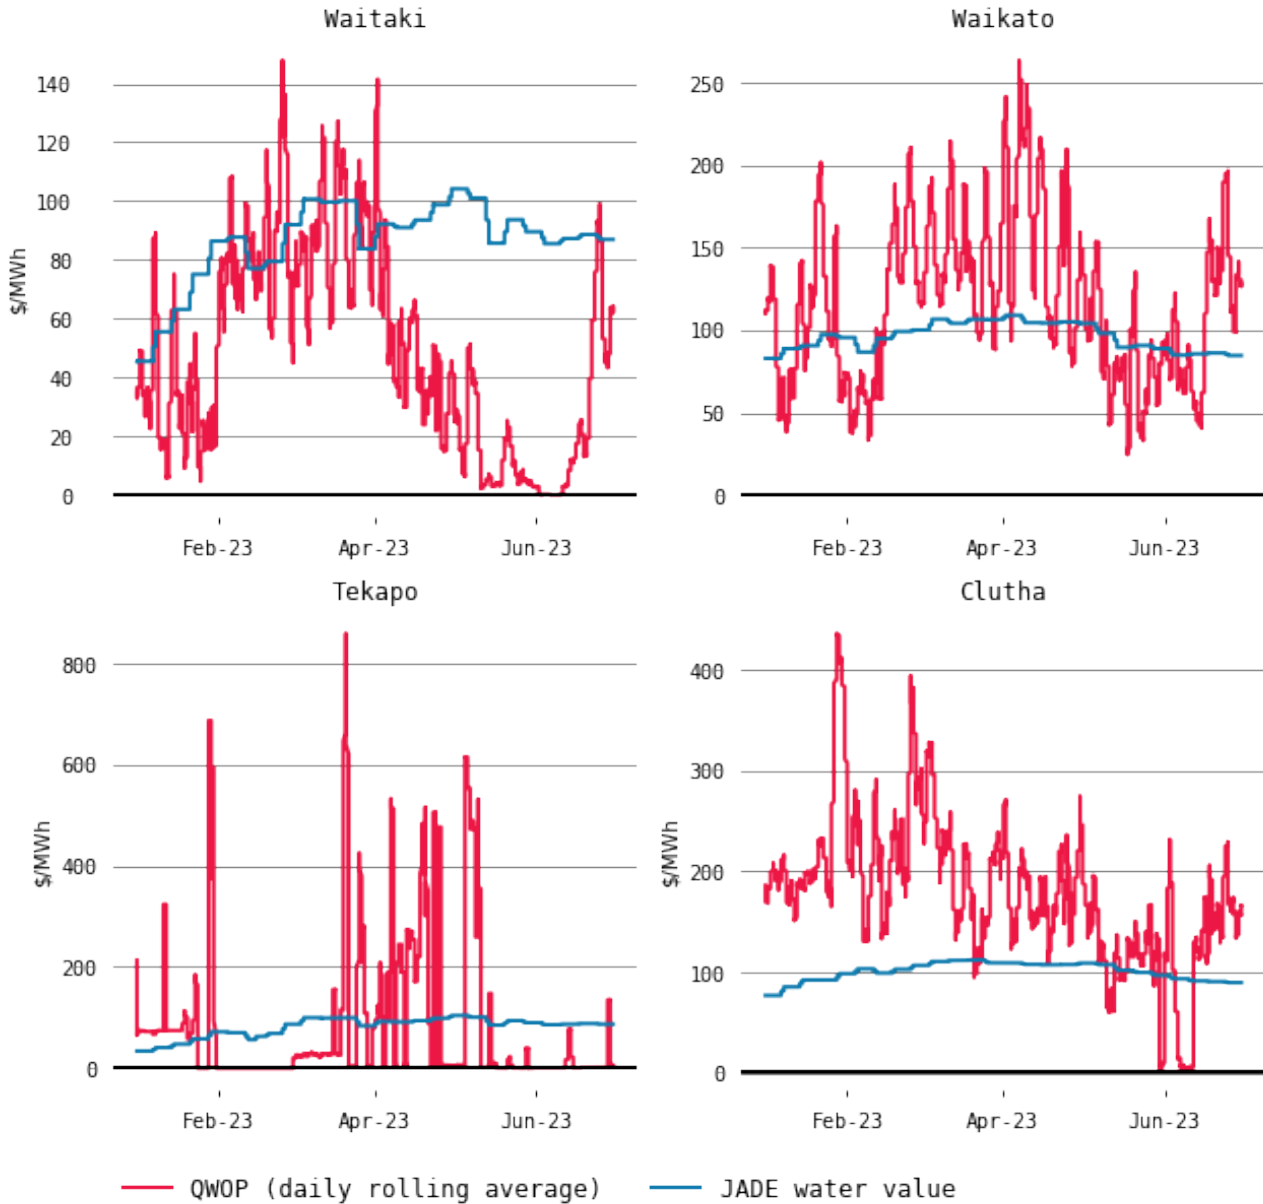 Waitaki
Waikato
140
120
100
80
60
40
20
0
$/MWh
250
200
150
100
50
0
Feb-23 Apr-23 Jun-23
Feb-23 Apr-23 Jun-23
Tekapo
Clutha
800
600
400
200
0
$/MWh
400
300
200
100
0
$/MWh
Feb-23 Apr-23 Jun-23
Feb-23 Apr-23 Jun-23
QWOP (daily rolling average) JADE water value